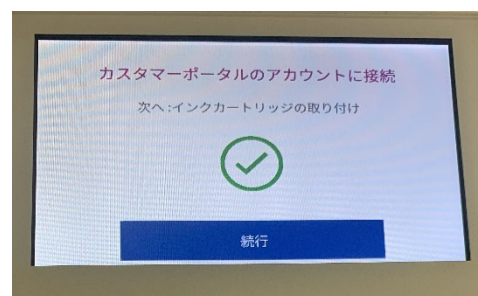 カスタマーポータルのアカウントに接続
次へ:インクカートリッジの取り付け
続行